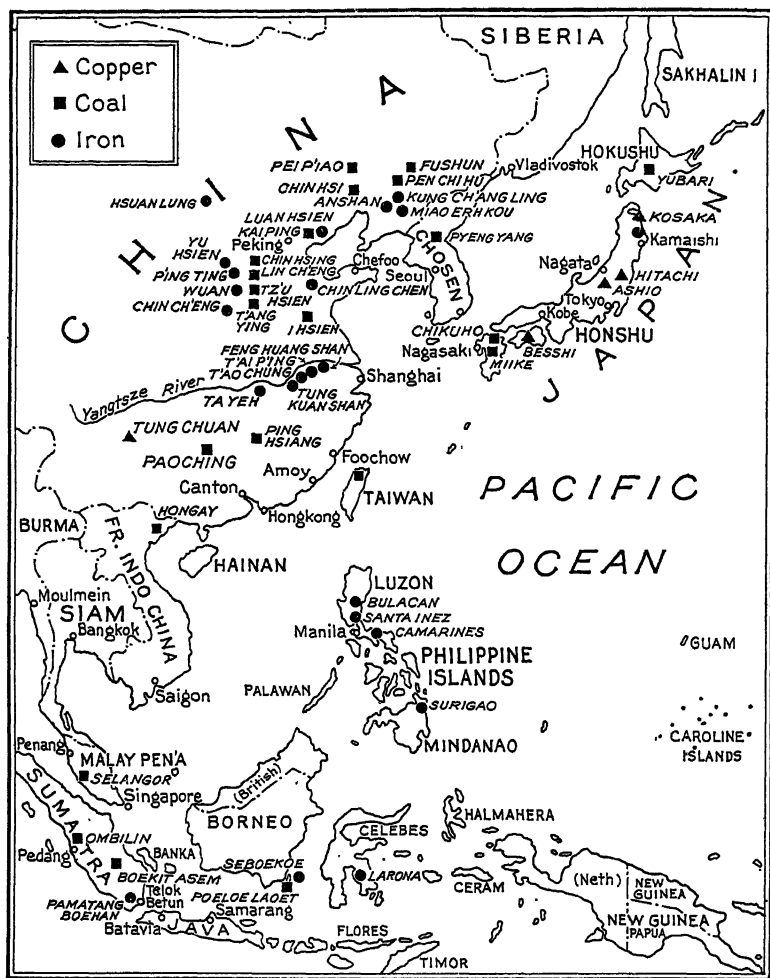 Copper
Coal
Iron
SIBERIA
SAKHALIN I
CHINA
PEI P'IAO
FUSHUN
Vladivostok
HOKUSHU
YUBARI
CHIN HSI
PEN CHI HU
HSUAN LUNG
ANSHAN
KUNG CH'ANG LING
MIAO ERH KOU
LUAN HSIEN
KAI PING
Peking
PYENG YANG
CHOSEN
KOSAKA
Kamaishi
YU
HSIEN
CHIN HSING
Chefoo
Seoul
Nagata
HITACHI
ASHIO
P'ING TING
LIN CH'ENG
CHIN LING CHEN
WUAN
TZ'U
HSIEN
Tokyo
Kobe
HONSHU
JAPAN
CHIN CH'ENG
T'ANG
YING
I HSIEN
CHIKUHO
Nagasaki
MIIKE
BESSHI
FENG HUANG SHAN
T'AI P'ING
T'AO CHUNG
Shanghai
Yangtsze River
TA YEH
TUNG
KUAN SHAN
TUNG CHUAN
PING
HSIANG
PAOCHING
Foochow
Amoy
Canton
TAIWAN
Hongkong
PACIFIC
OCEAN
BURMA
HONGAY
FR. INDO CHINA
HAINAN
Moulmein
SIAM
Bangkok
Saigon
LUZON
BULACAN
SANTA INEZ
Manila
CAMARINES
PHILIPPINE
ISLANDS
GUAM
PALAWAN
SURIGAO
MINDANAO
CAROLINE
ISLANDS
Penang
MALAY PEN'A
SELANGOR
Singapore
(British)
BORNEO
SUMATRA
OMBILIN
Pedang
BANKA
BOEKIT ASEM
SEBOEKOE
CELEBES
HALMAHERA
LARONA
CERAM
(Neth)
NEW
GUINEA
NEW GUINEA
PAPUA
PAMATANG
BOEHAN
Telok
Betun
POELOE LAOET
Samarang
Batavia
JAVA
FLORES
TIMOR